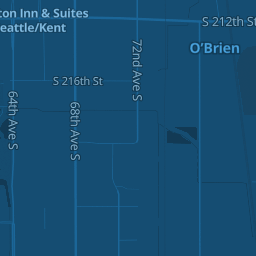 ton Inn & Suites
eattle/Kent
S 212th St
O’Brien
72nd Ave S
S 216th St
64th Ave S
68th Ave S